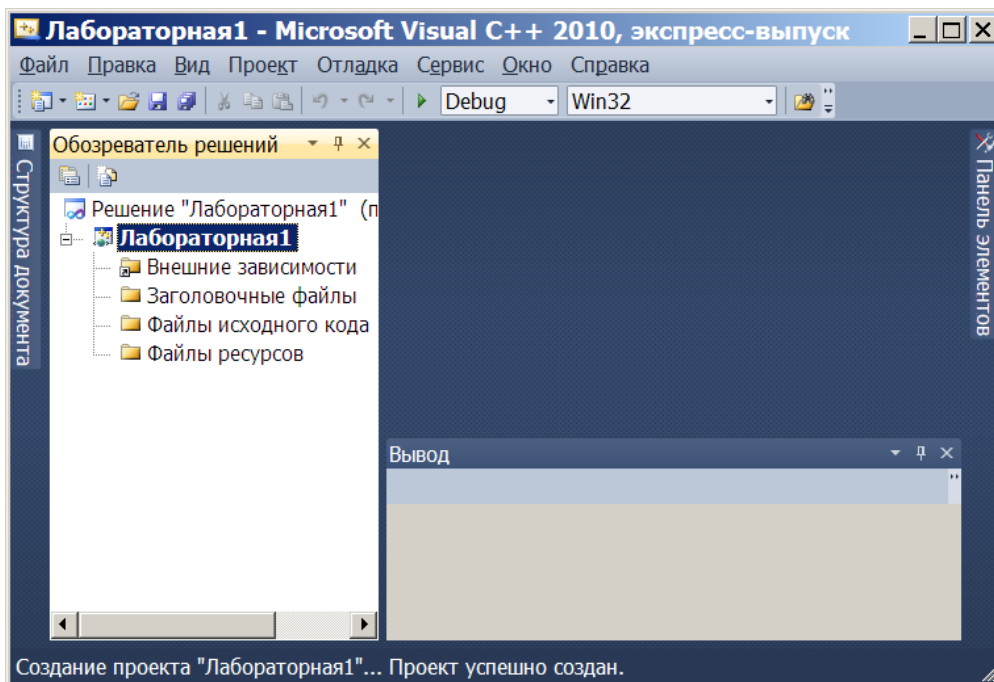 Лабораторная1 - Microsoft Visual C++ 2010, экспресс-выпуск
Файл Правка Вид Проект Отладка Сервис Окно Справка
Debug Win32
Структура документа
Обозреватель решений
Решение "Лабораторная1" (п
Лабораторная1
Внешние зависимости
Заголовочные файлы
Файлы исходного кода
Файлы ресурсов
Вывод
Панель элементов
Создание проекта "Лабораторная1"... Проект успешно создан.